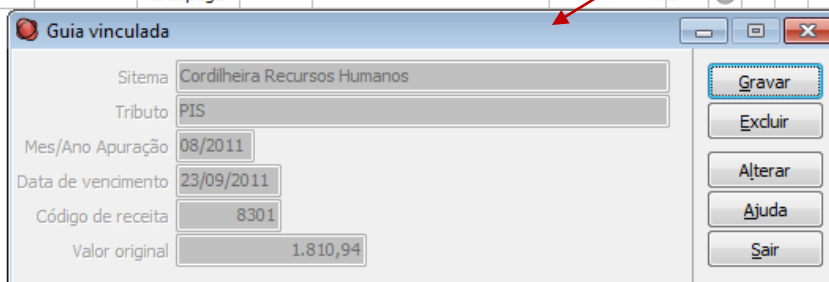 Guia vinculada
Sitema Cordilheira Recursos Humanos
Tributo PIS
Mes/Ano Apuração 08/2011
Data de vencimento 23/09/2011
Código de receita 8301
Valor original 1.810,94
Gravar
Excluir
Alterar
Ajuda
Sair